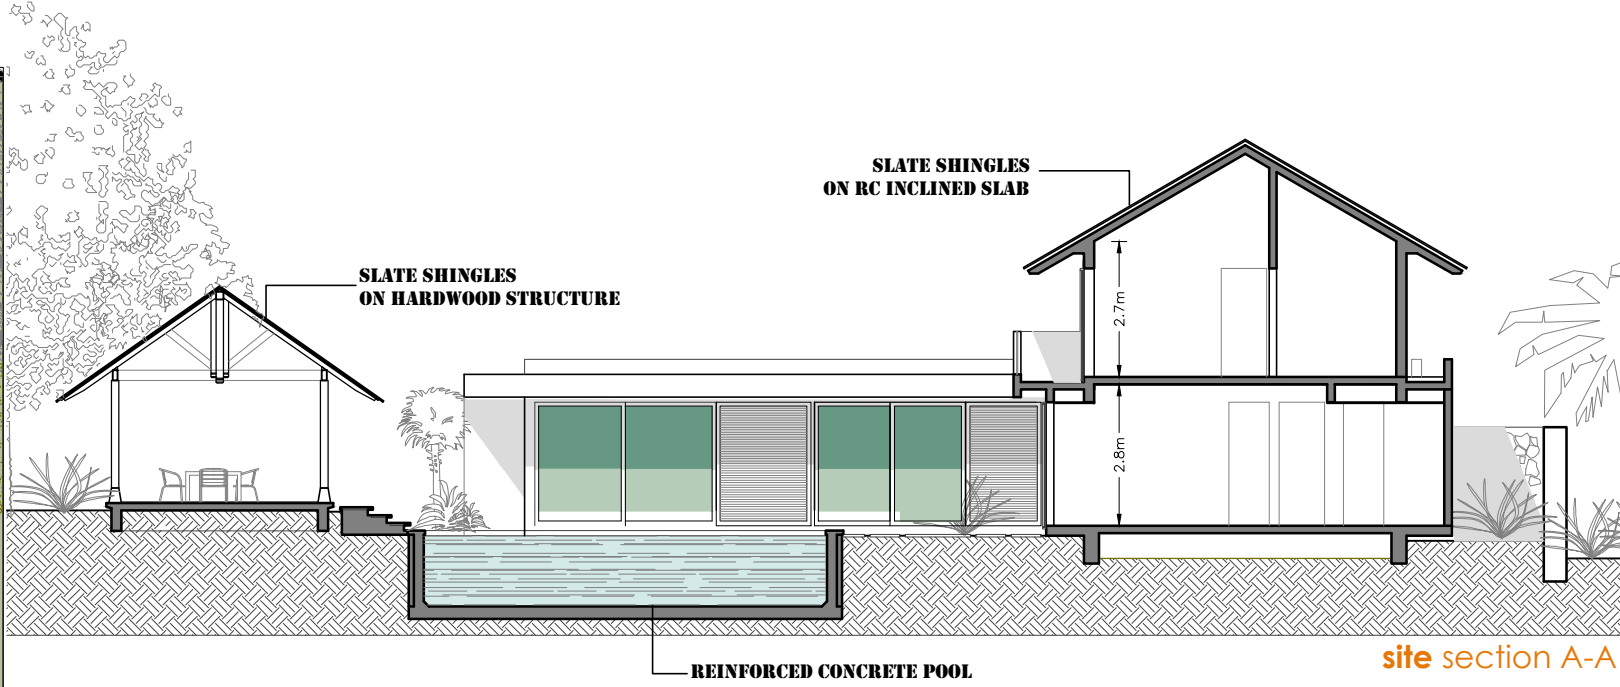 SLATE SHINGLES
ON RC INCLINED SLAB
SLATE SHINGLES
ON HARDWOOD STRUCTURE
2.7m
2.8m
REINFORCED CONCRETE POOL
site section A-A